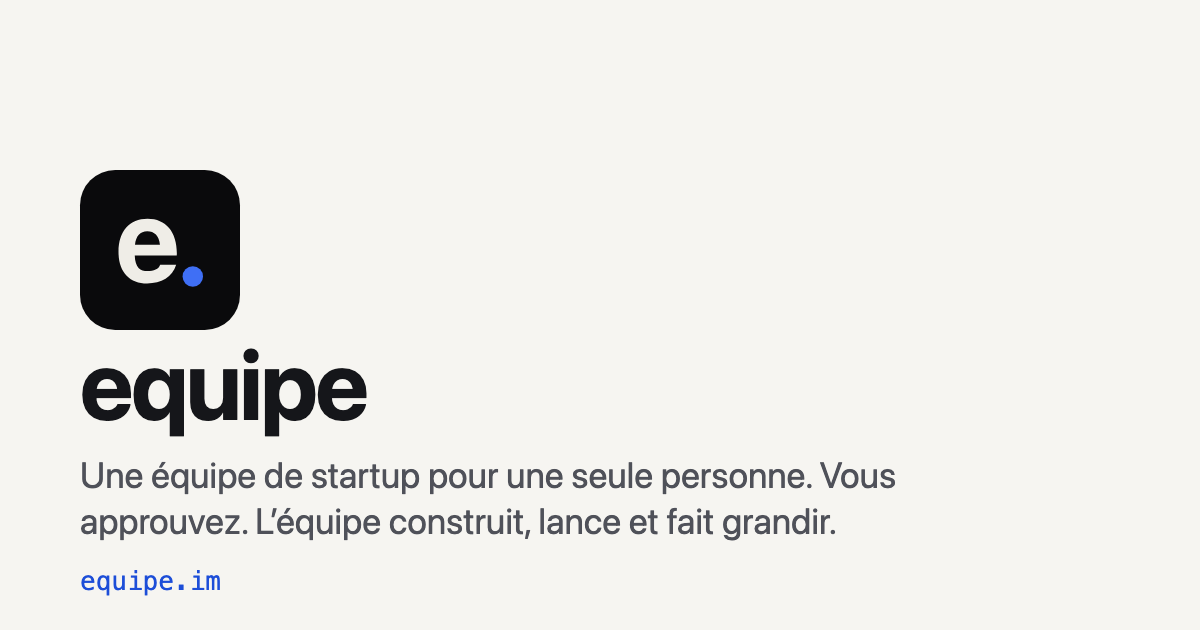 e.
equipe
Une équipe de startup pour une seule personne. Vous
approuvez. L’équipe construit, lance et fait grandir.
equipe.im